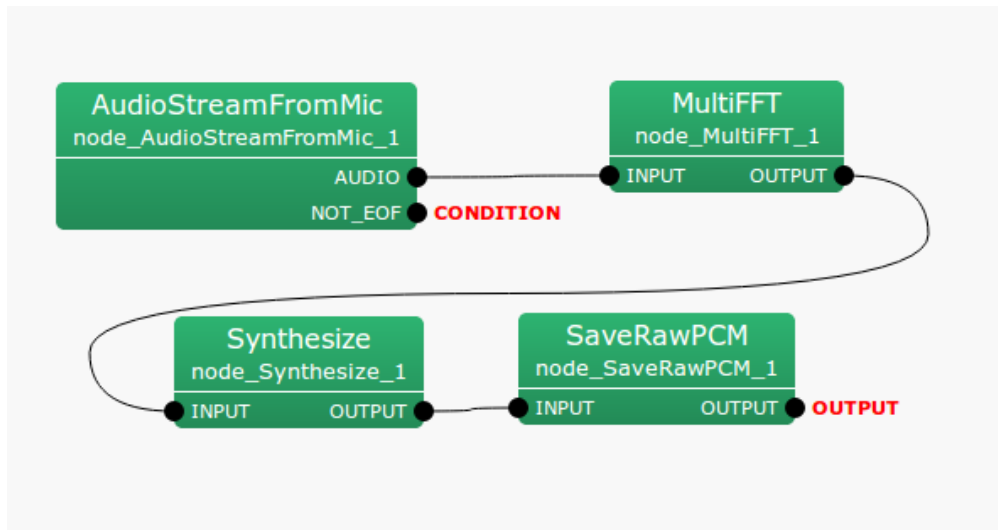 AudioStreamFromMic
node_AudioStreamFromMic_1
AUDIO
NOT_EOF CONDITION
MultiFFT
node_MultiFFT_1
INPUT OUTPUT
Synthesize
node_Synthesize_1
INPUT OUTPUT
SaveRawPCM
node_SaveRawPCM_1
INPUT OUTPUT OUTPUT